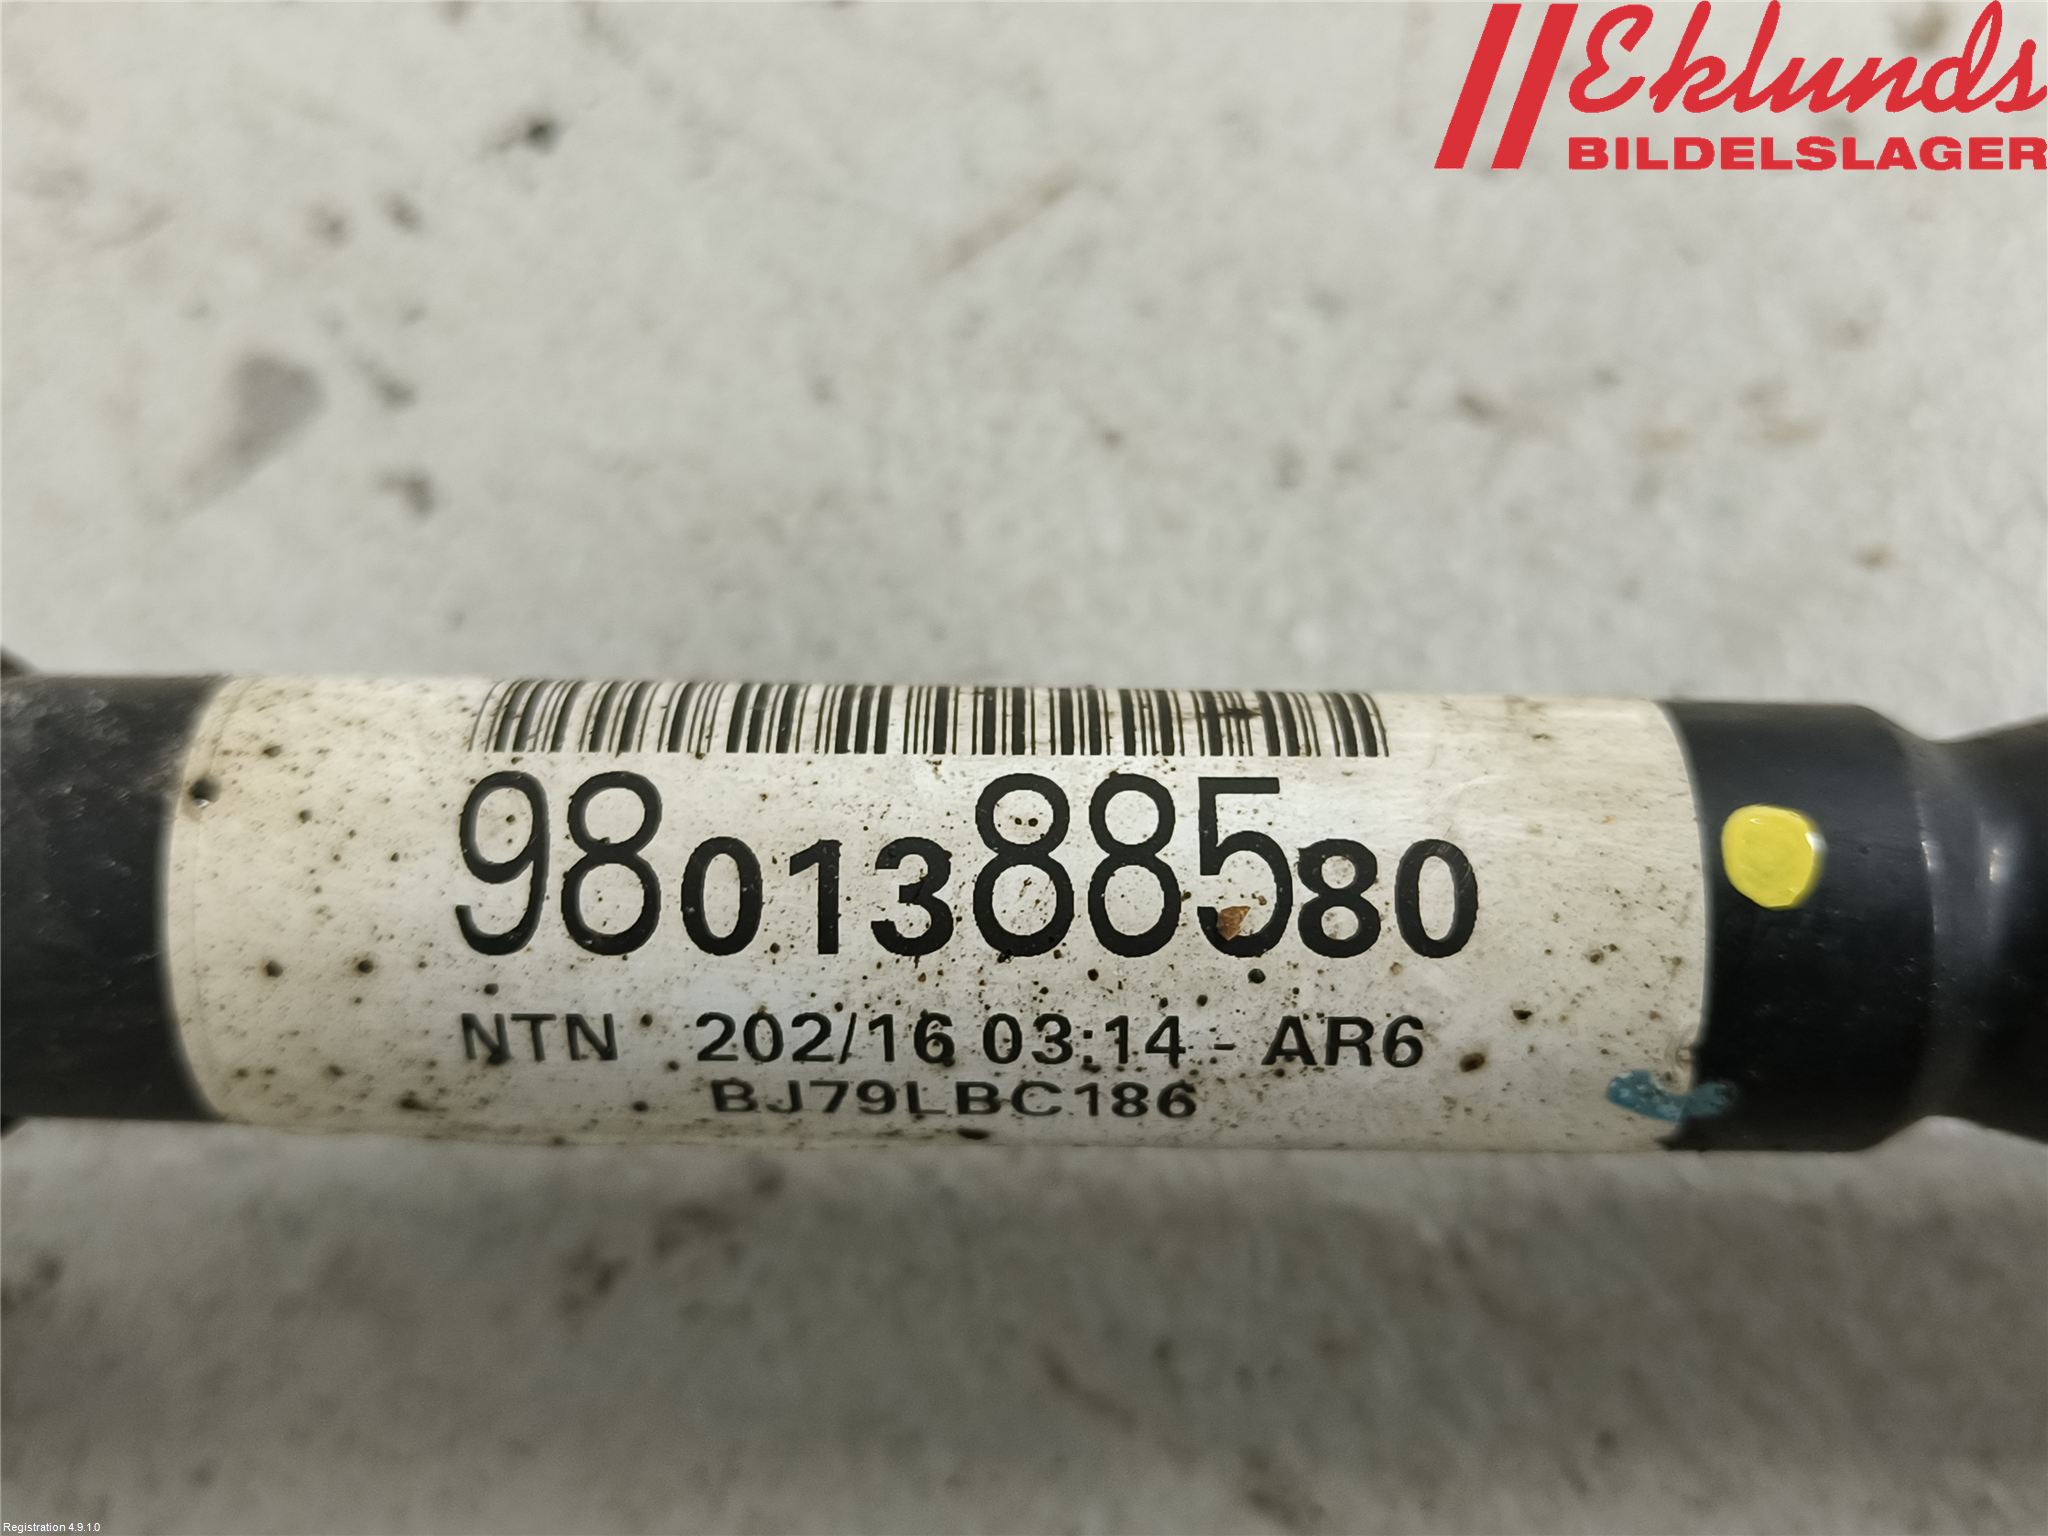 Eklunds
BILDELSLAGER
9801388580
NTN 202/16 03:14 - AR6
BJ79LBC186
Registration 4.9.1.0